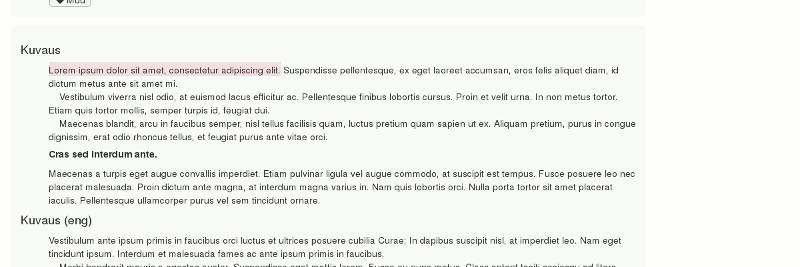 Muu
Kuvaus
Lorem ipsum dolor sit amet, consectetur adipiscing elit. Suspendisse pellentesque, ex eget laoreet accumsan, eros felis aliquet diam, id
dictum metus ante sit amet mi.
Vestibulum viverra nisl odio, at euismod lacus efficitur ac. Pellentesque finibus lobortis cursus. Proin et velit urna. In non metus tortor.
Etiam quis tortor mollis, semper turpis id, feugiat dui.
Maecenas blandit, arcu in faucibus semper, nisl tellus facilisis quam, luctus pretium quam sapien ut ex. Aliquam pretium, purus in congue
dignissim, erat odio rhoncus tellus, et feugiat purus ante vitae orci.
Cras sed interdum ante.
Maecenas a turpis eget augue convallis imperdiet. Etiam pulvinar ligula vel augue commodo, at suscipit est tempus. Fusce posuere leo nec
placerat malesuada. Proin dictum ante magna, at interdum magna varius in. Nam quis lobortis orci. Nulla porta tortor sit amet placerat
iaculis. Pellentesque ullamcorper purus vel sem tincidunt ornare.
Kuvaus (eng)
Vestibulum ante ipsum primis in faucibus orci luctus et ultrices posuere cubilia Curae; In dapibus suscipit nisl, at imperdiet leo. Nam eget
tincidunt ipsum. Interdum et malesuada fames ac ante ipsum primis in faucibus.